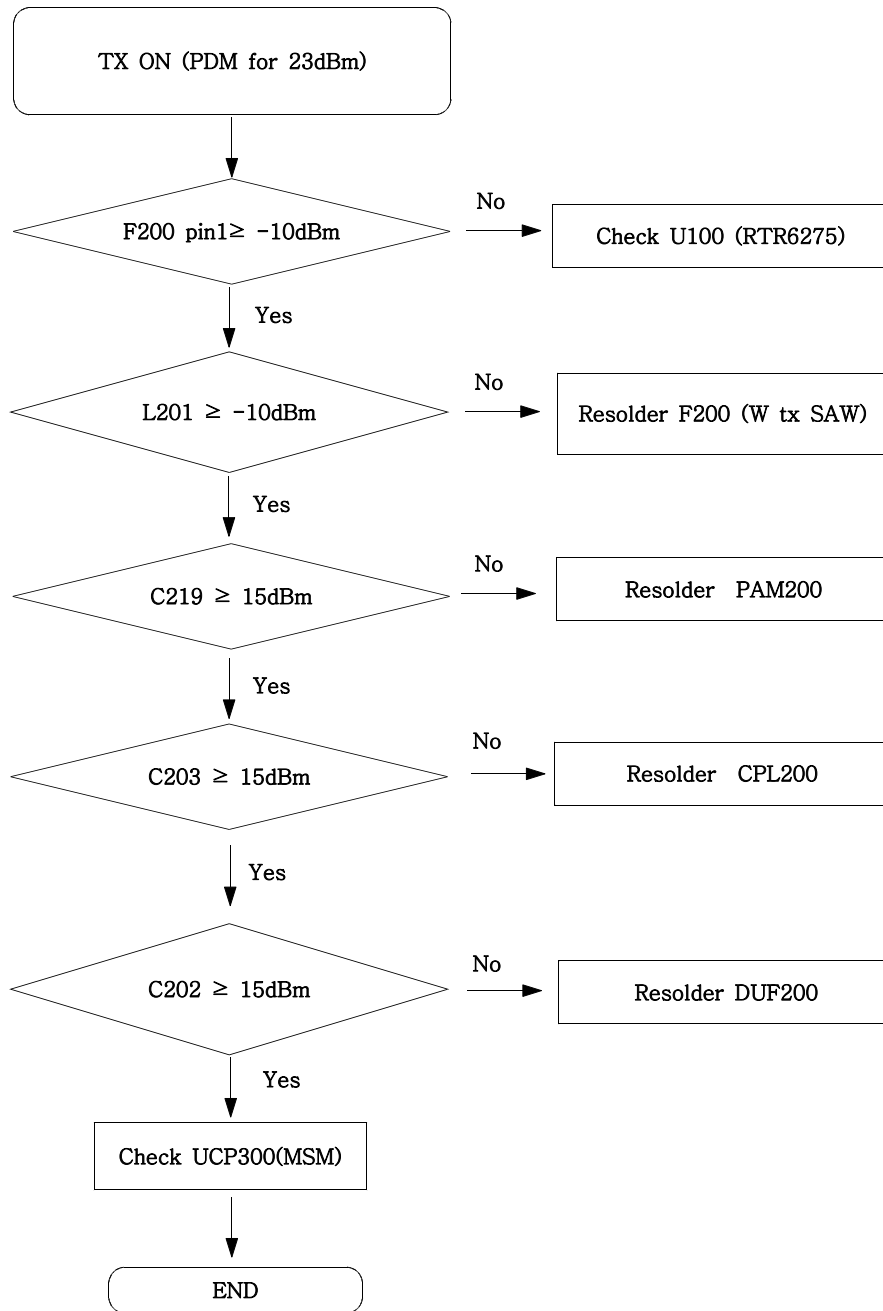 TX ON (PDM for 23dBm)
F200 pin1≥ -10dBm
No
Check U100 (RTR6275)
Yes
L201 ≥ -10dBm
No
Resolder F200 (W tx SAW)
Yes
C219 ≥ 15dBm
No
Resolder PAM200
Yes
C203 ≥ 15dBm
No
Resolder CPL200
Yes
C202 ≥ 15dBm
No
Resolder DUF200
Yes
Check UCP300(MSM)
END